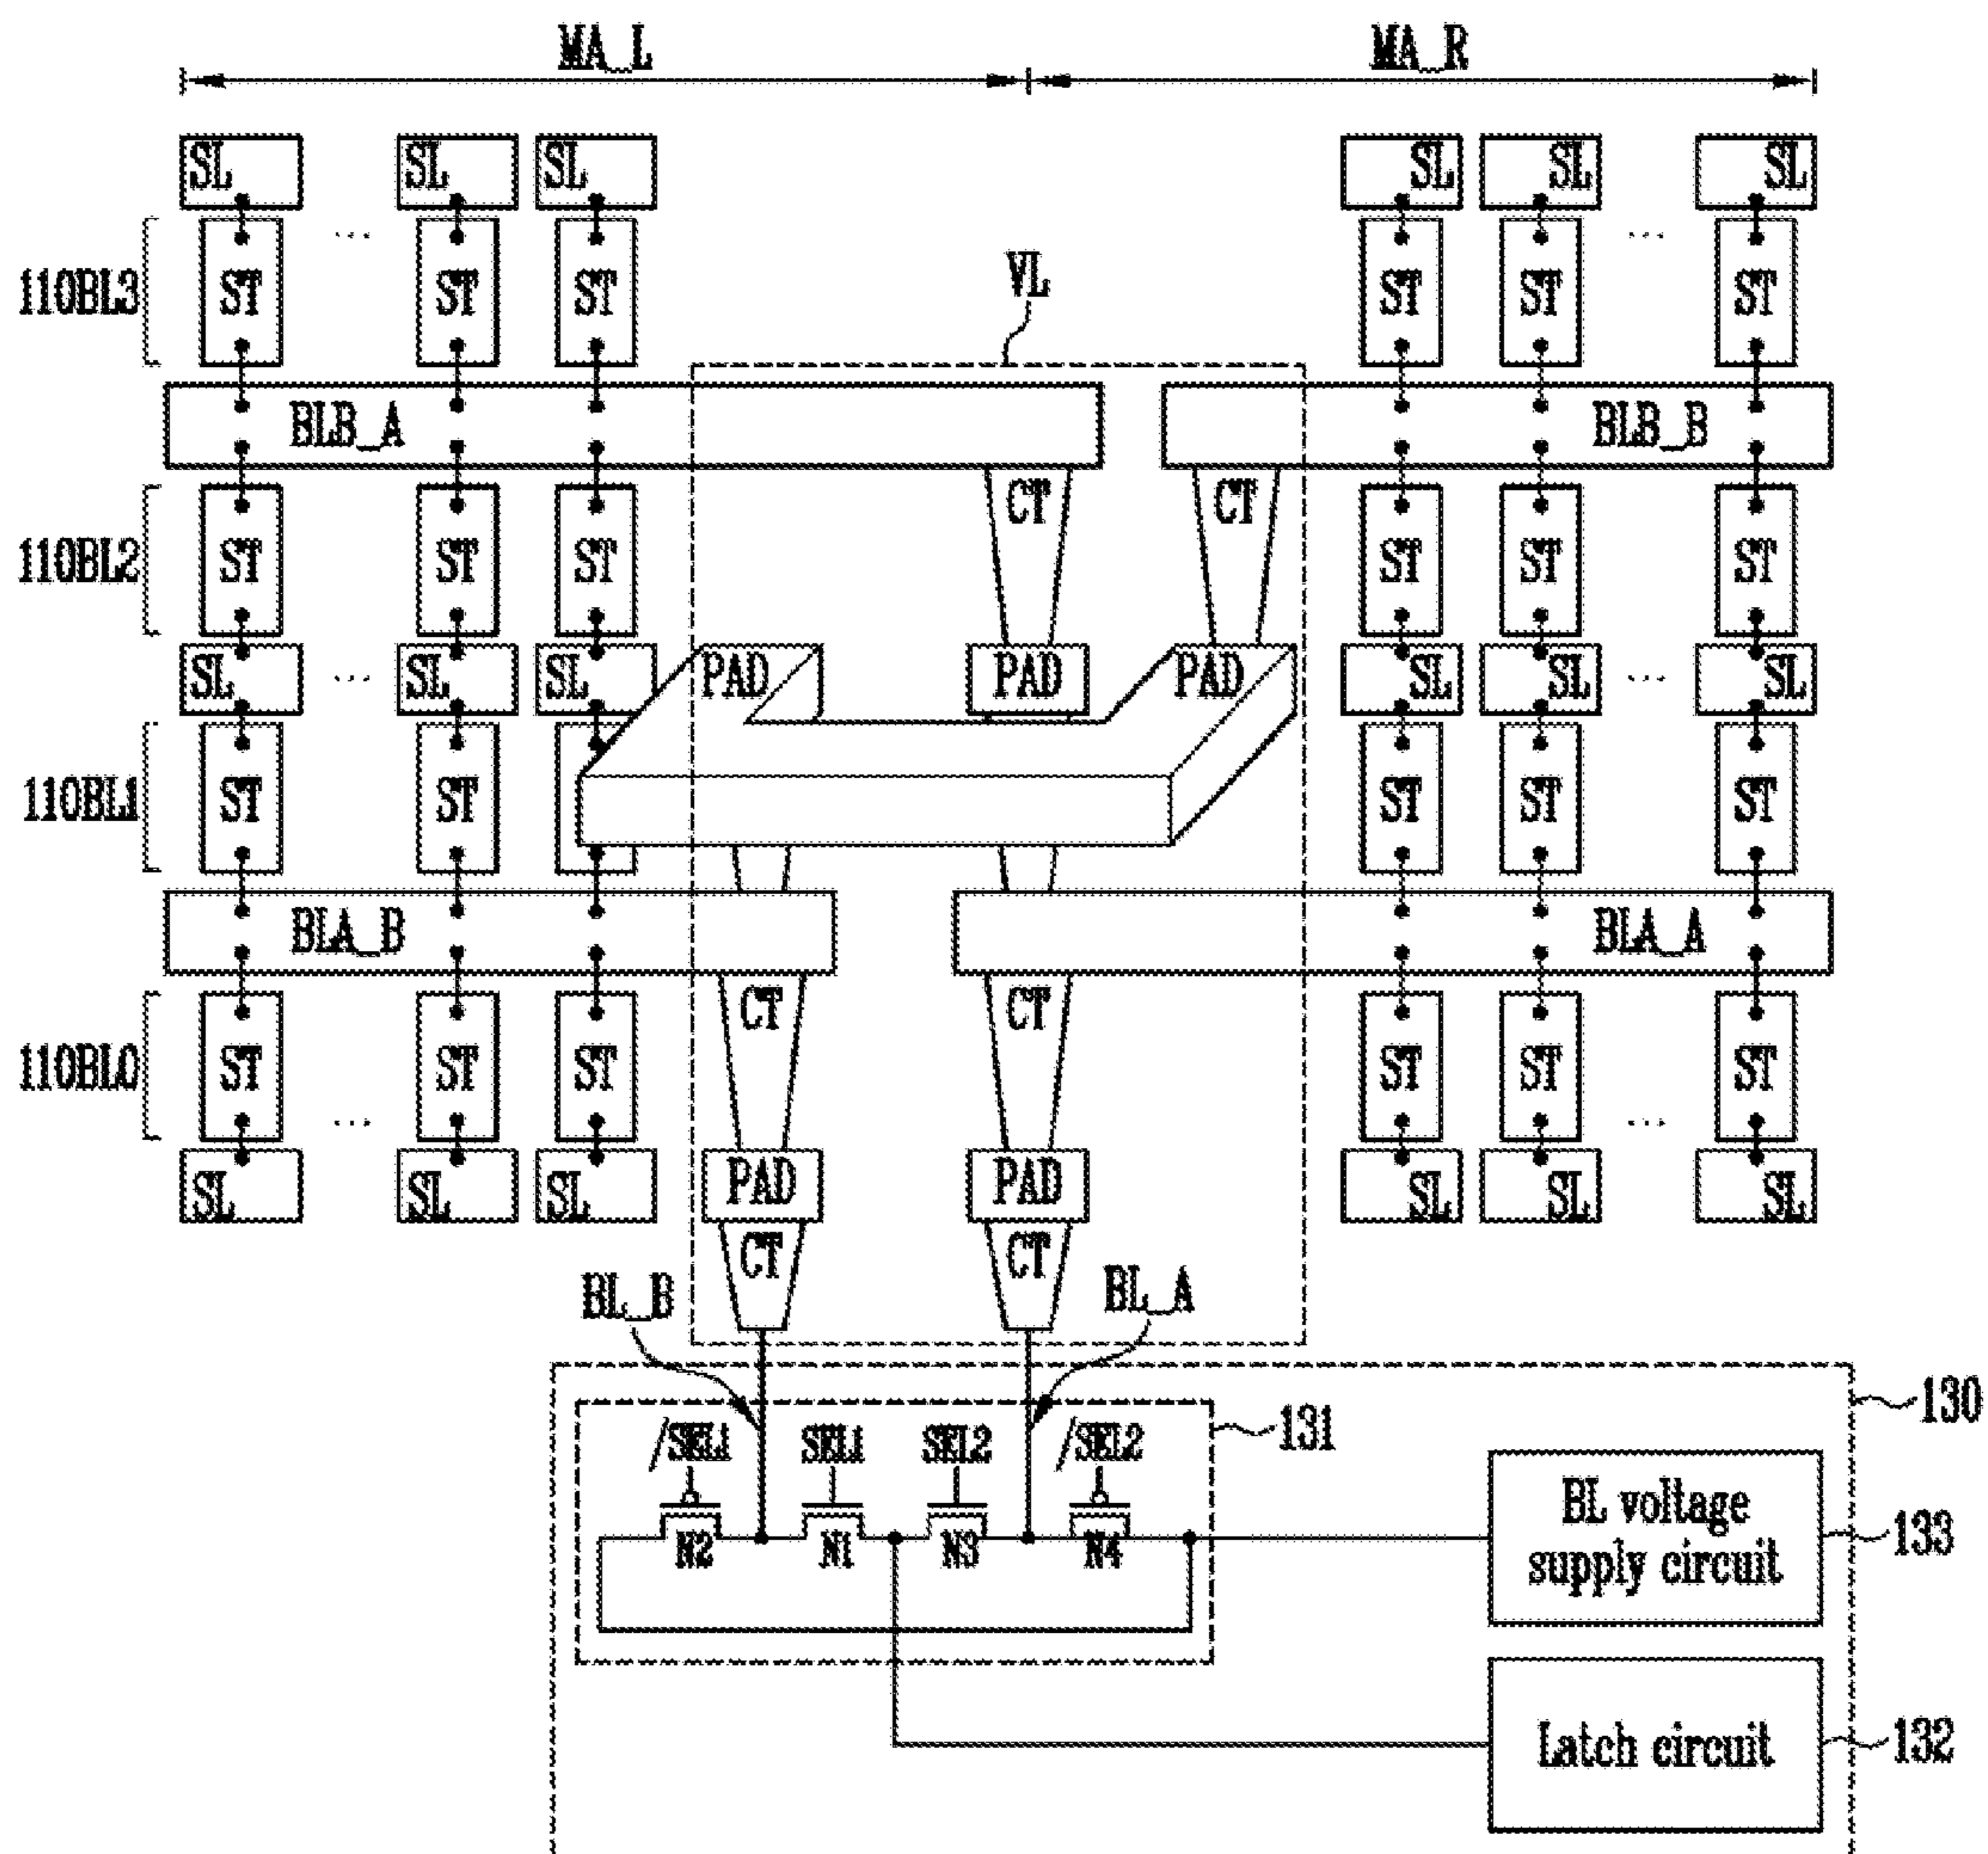 MA_L MA_R
SL SL SL SL SL SL
... ...
110BL3 ST ST ST ST ST ST
VL
BLB_A BLB_B
CT CT
110BL2 ST ST ST ST ST ST
SL SL ... SL PAD PAD PAD SL SL ... SL
110BL1 ST ST ST ST ST
BLA_B BLA_A
CT CT
110BL0 ST ST ST ST ST ST
... ...
SL SL SL PAD PAD SL SL SL
CT CT
BL_B BL_A
130
/SEL1 SEL1 SEL2 /SEL2 131
N2 N1 N3 N4
BL voltage
supply circuit
133
Latch circuit 132